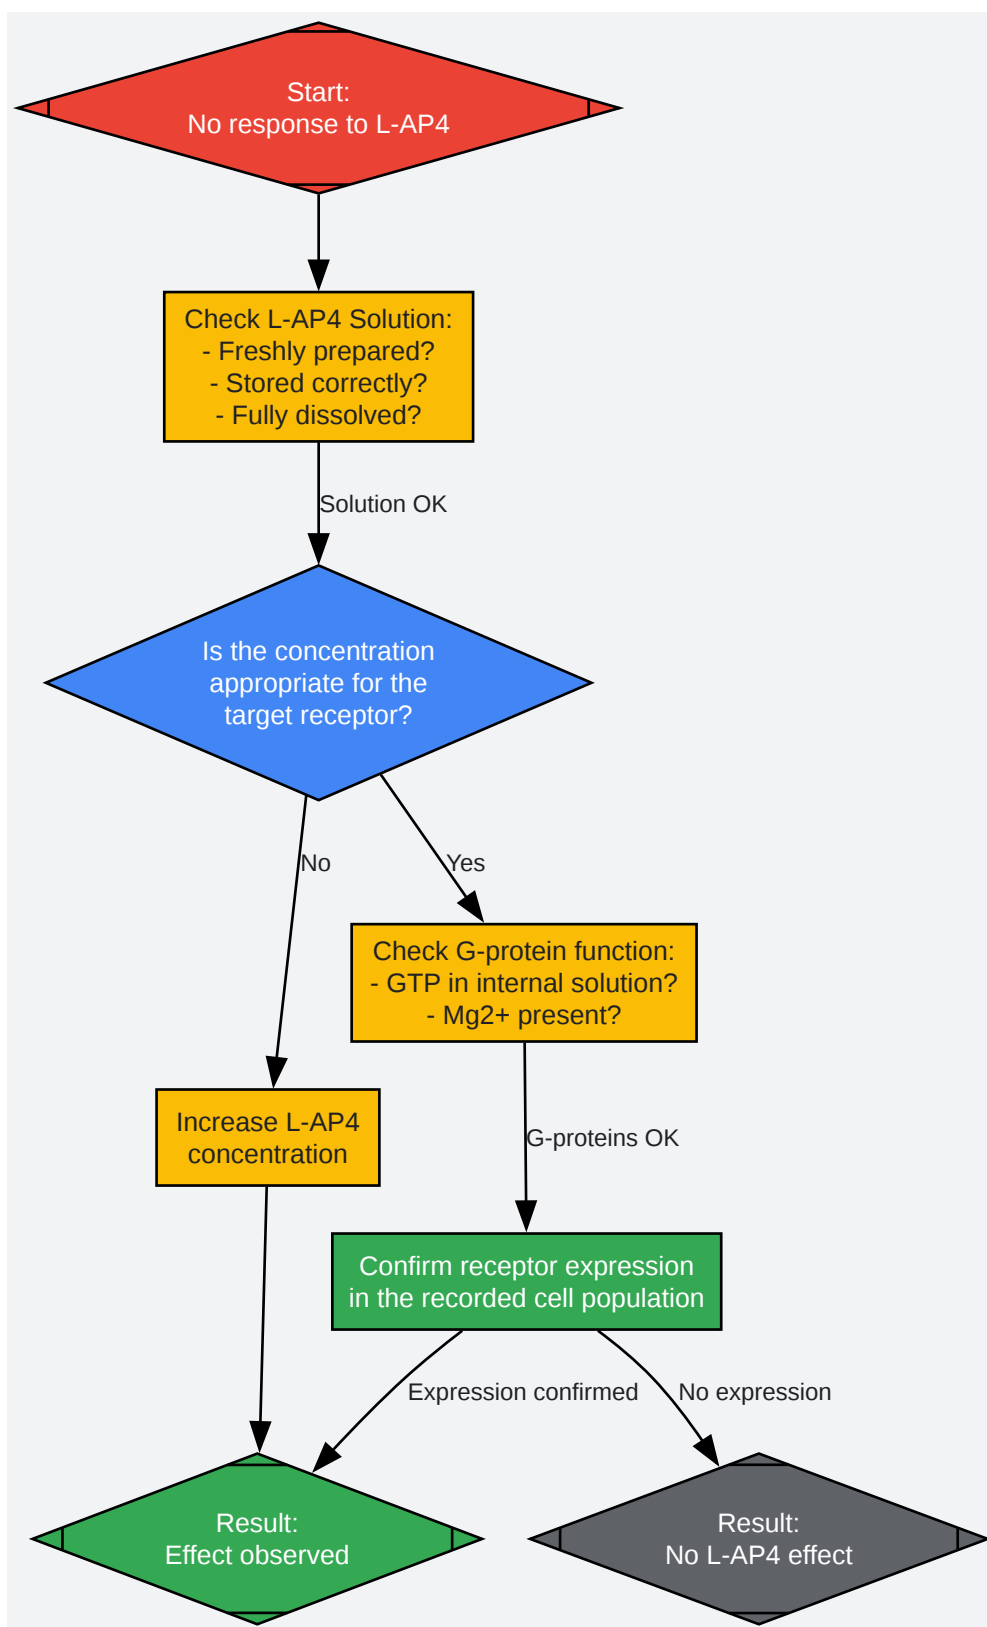 Start:
No response to L-AP4
Check L-AP4 Solution:
- Freshly prepared?
- Stored correctly?
- Fully dissolved?
Solution OK
Is the concentration
appropriate for the
target receptor?
No
Yes
Check G-protein function:
- GTP in internal solution?
- Mg2+ present?
Increase L-AP4
concentration
G-proteins OK
Confirm receptor expression
in the recorded cell population
Expression confirmed
No expression
Result:
Effect observed
Result:
No L-AP4 effect